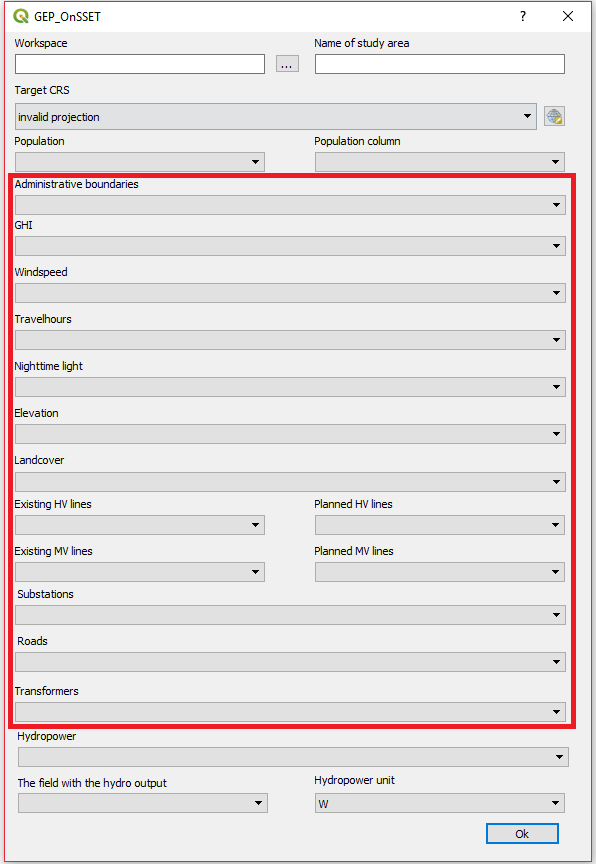 GEP_OnSSET ?
Workspace Name of study area
...
Target CRS
invalid projection
Population Population column
Administrative boundaries
GHI
Windspeed
Travelhours
Nighttime light
Elevation
Landcover
Existing HV lines Planned HV lines
Existing MV lines Planned MV lines
Substations
Roads
Transformers
Hydropower
The field with the hydro output Hydropower unit
W
Ok